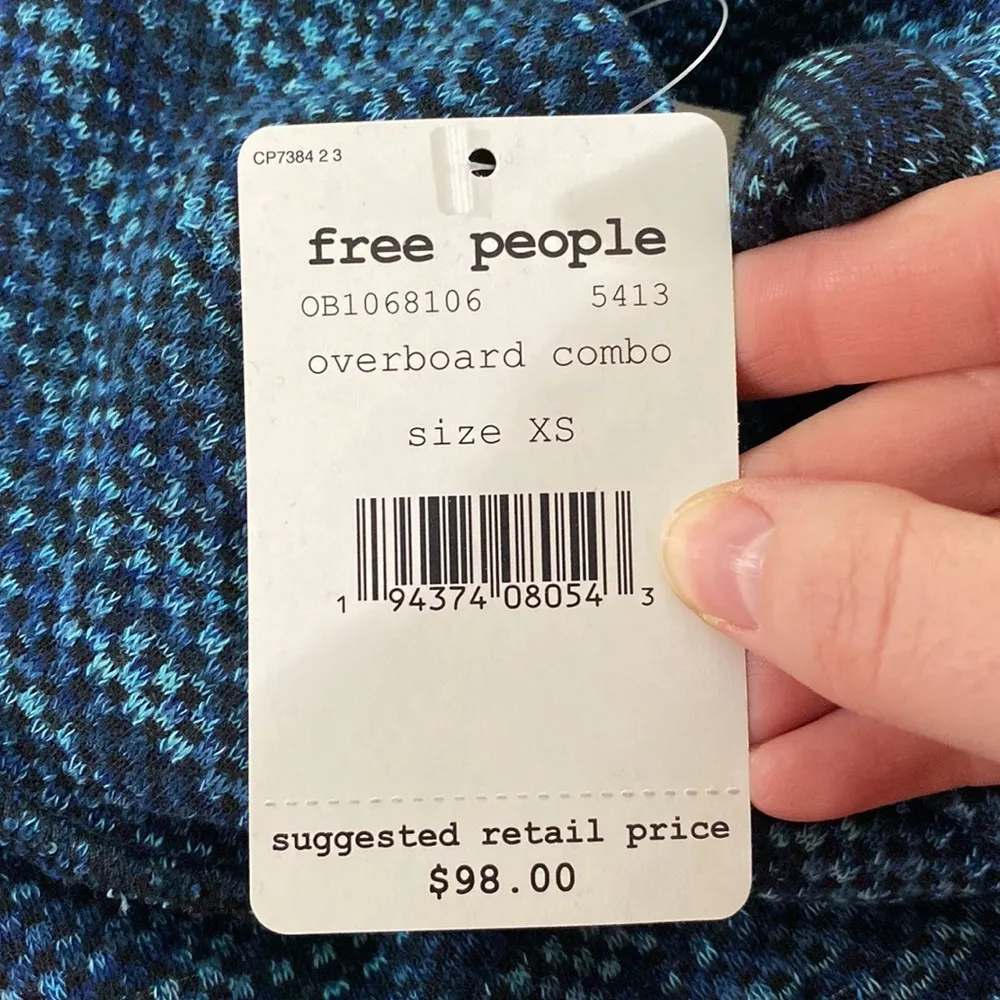 CP7384 2 3
free people
OB1068106 5413
overboard combo
size XS
1 94374 08054 3
suggested retail price
$98.00